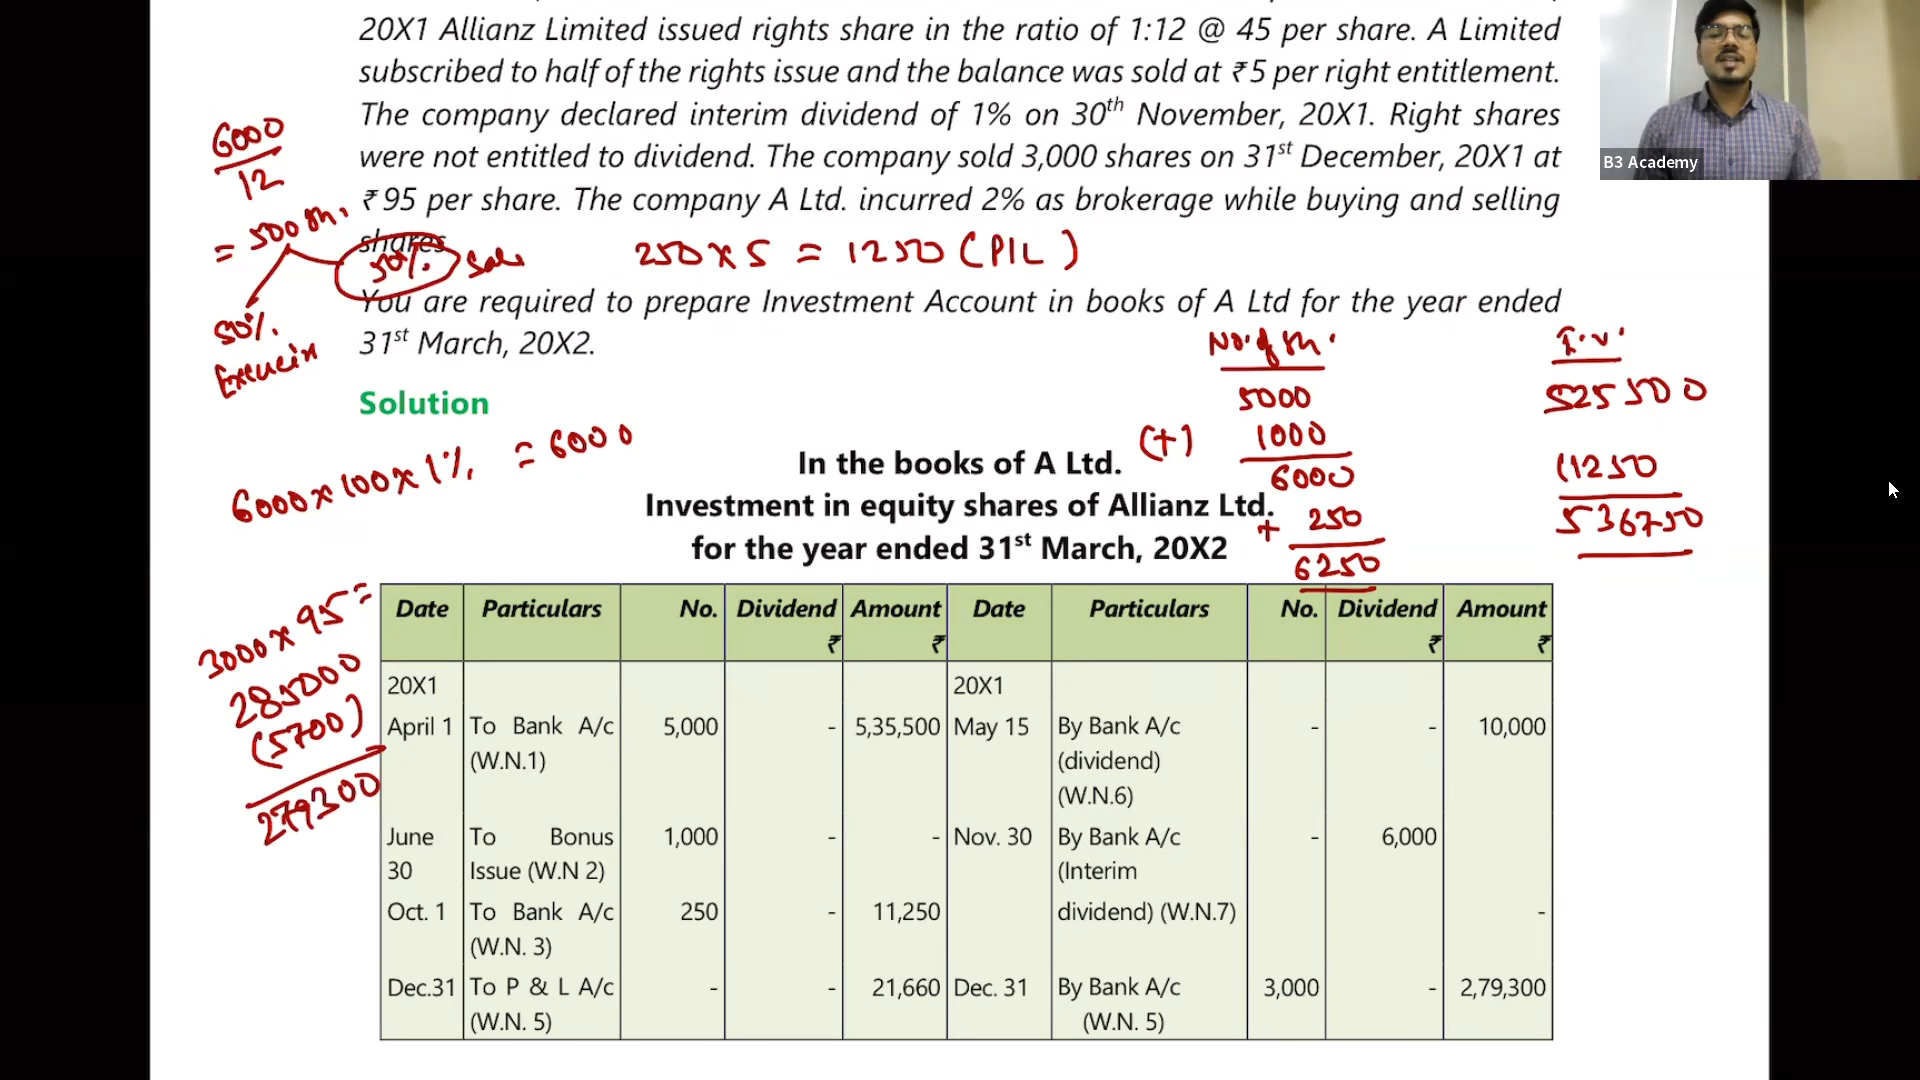 20X1 Allianz Limited issued rights share in the ratio of 1:12 @ 45 per share. A Limited
subscribed to half of the rights issue and the balance was sold at ₹ 5 per right entitlement.
The company declared interim dividend of 1% on 30th November, 20X1. Right shares
were not entitled to dividend. The company sold 3,000 shares on 31st December, 20X1 at
₹ 95 per share. The company A Ltd. incurred 2% as brokerage while buying and selling
shares.
B3 Academy
6000
12
= 500 sh.
50% Sale
50%
250 x 5 = 1250 (P/L)
You are required to prepare Investment Account in books of A Ltd for the year ended
31st March, 20X2.
No. of sh.
5000
(+) 1000
6000
+ 250
6250
I.V.
525500
11250
536750
Solution
6000 x 100 x 1% = 6000
In the books of A Ltd.
Investment in equity shares of Allianz Ltd.
for the year ended 31st March, 20X2
3000 x 95 =
285000
(5700)
279300
Date Particulars No. Dividend ₹ Amount ₹ Date Particulars No. Dividend ₹ Amount ₹
20X1 20X1
April 1 To Bank A/c (W.N.1) 5,000 - 5,35,500 May 15 By Bank A/c (dividend) (W.N.6) - - 10,000
June 30 To Bonus Issue (W.N 2) 1,000 - - Nov. 30 By Bank A/c (Interim dividend) (W.N.7) - 6,000 -
Oct. 1 To Bank A/c (W.N. 3) 250 - 11,250
Dec.31 To P & L A/c (W.N. 5) - - 21,660 Dec. 31 By Bank A/c (W.N. 5) 3,000 - 2,79,300